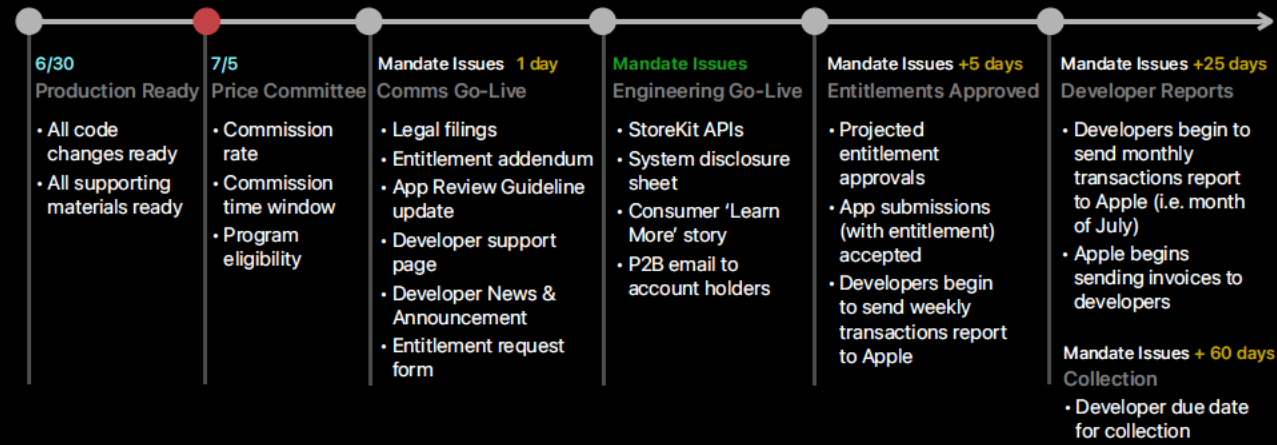 6/30
Production Ready
• All code
changes ready
• All supporting
materials ready
7/5
Price Committee
• Commission
rate
• Commission
time window
• Program
eligibility
Mandate Issues 1 day
Comms Go-Live
• Legal filings
• Entitlement addendum
• App Review Guideline
update
• Developer support
page
• Developer News &
Announcement
• Entitlement request
form
Mandate Issues
Engineering Go-Live
• StoreKit APIs
• System disclosure
sheet
• Consumer ‘Learn
More’ story
• P2B email to
account holders
Mandate Issues +5 days
Entitlements Approved
• Projected
entitlement
approvals
• App submissions
(with entitlement)
accepted
• Developers begin
to send weekly
transactions report
to Apple
Mandate Issues +25 days
Developer Reports
• Developers begin to
send monthly
transactions report
to Apple (i.e. month
of July)
• Apple begins
sending invoices to
developers
Mandate Issues + 60 days
Collection
• Developer due date
for collection